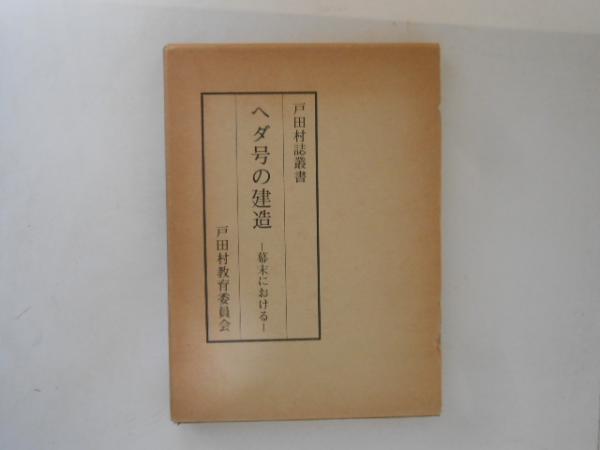 戸田村誌叢書
ヘダ号の建造
－幕末における－
戸田村教育委員会